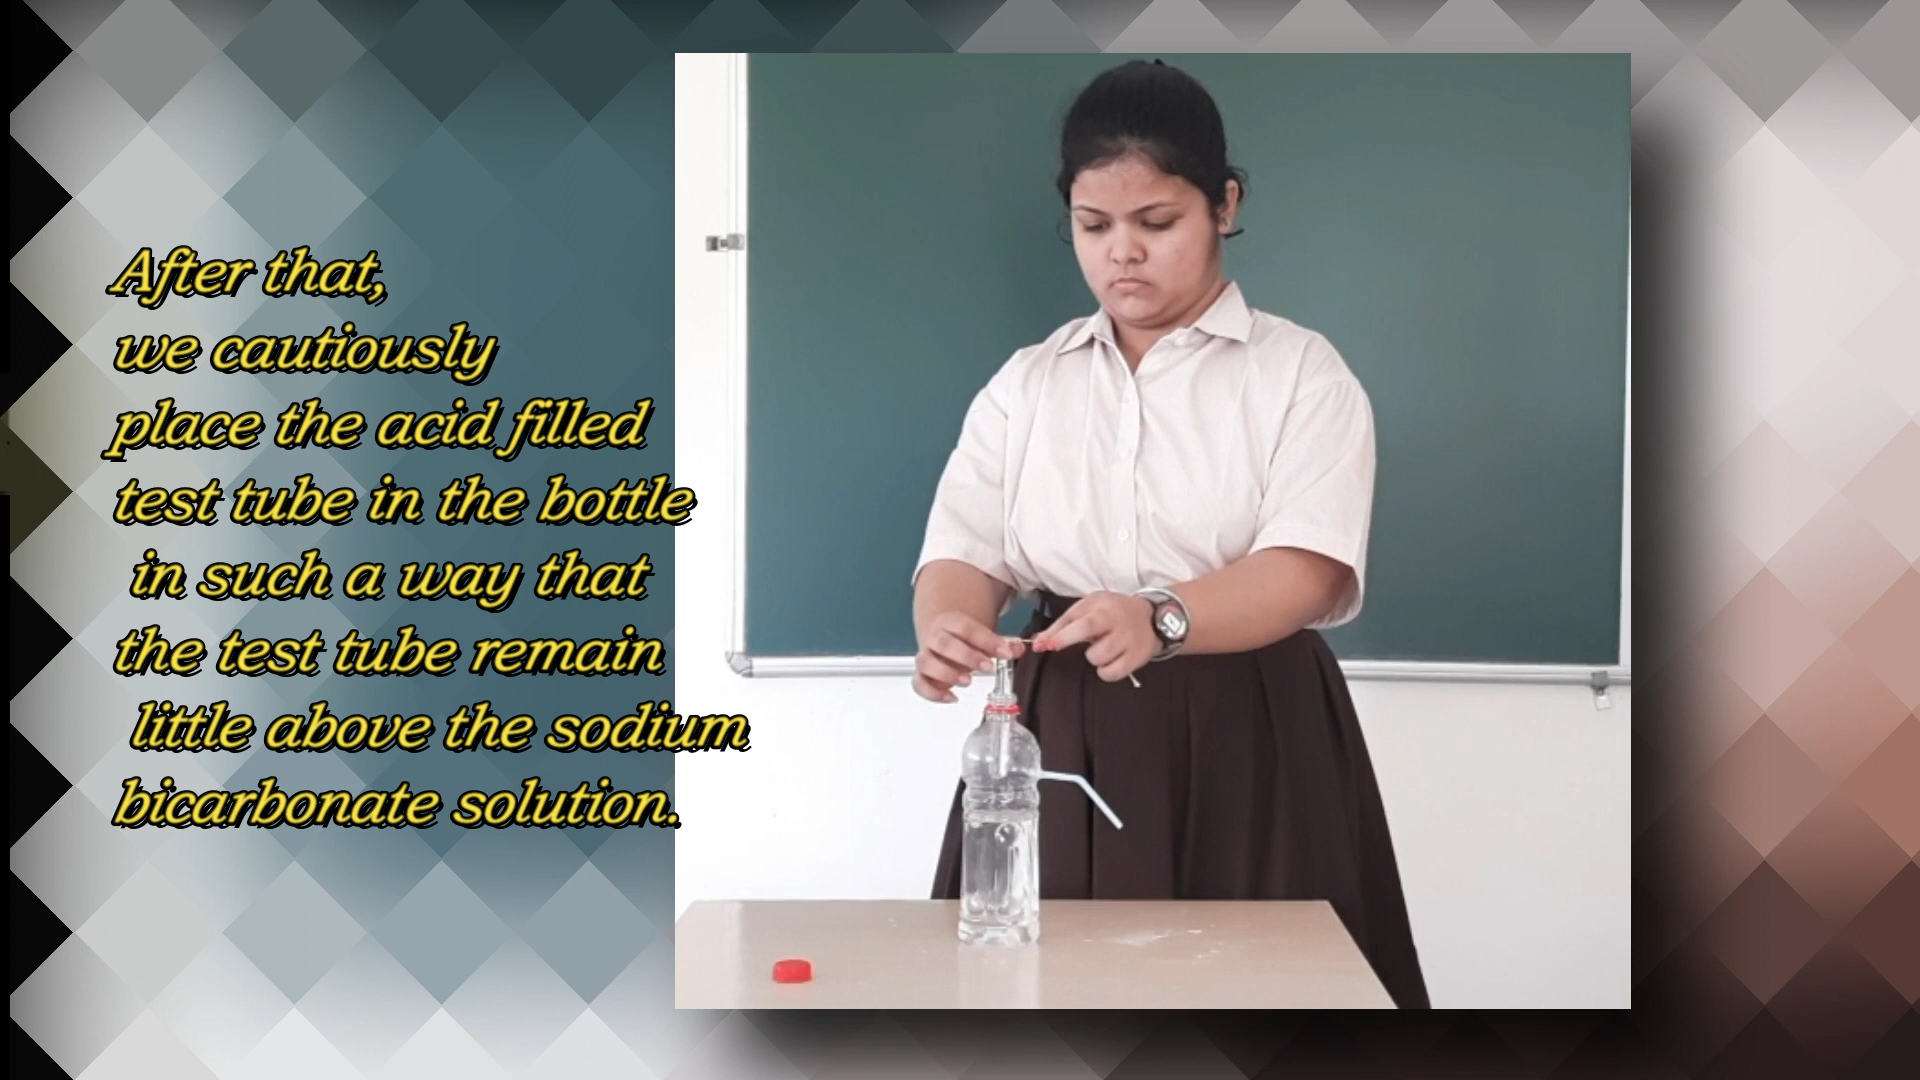 After that,
we cautiously
place the acid filled
test tube in the bottle
in such a way that
the test tube remain
little above the sodium
bicarbonate solution.